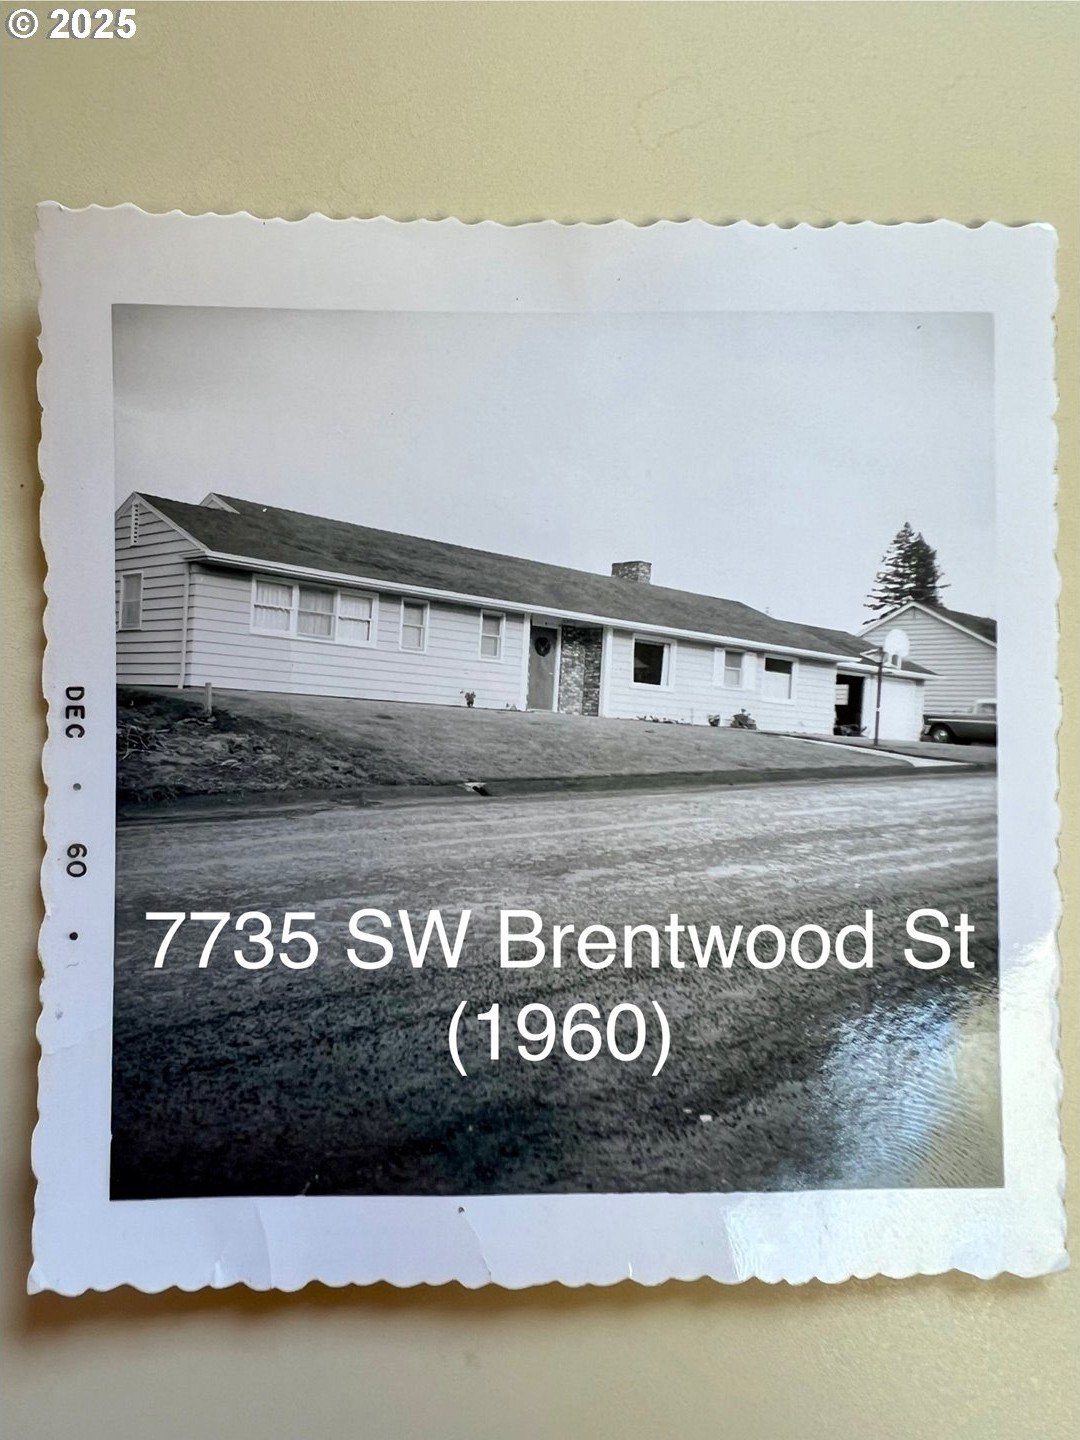 © 2025
DEC • 60 •
7735 SW Brentwood St
(1960)